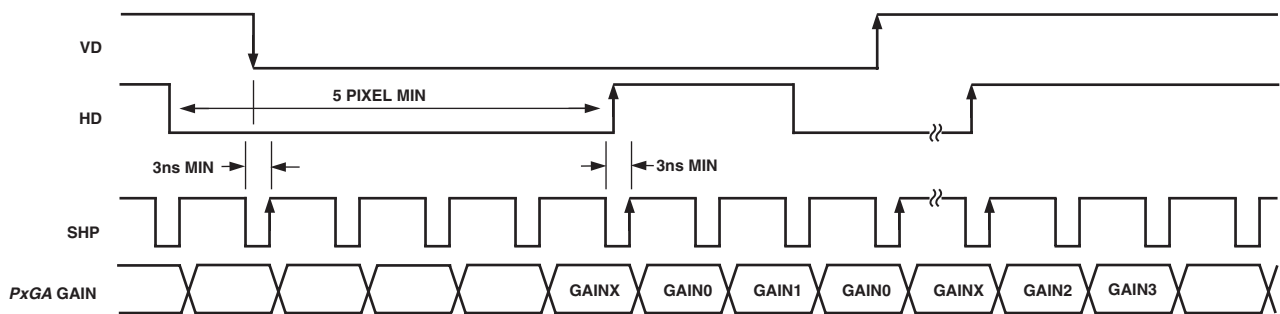 VD
5 PIXEL MIN
HD
3ns MIN
3ns MIN
SHP
PxGA GAIN
GAINX
GAIN0
GAIN1
GAIN0
GAINX
GAIN2
GAIN3